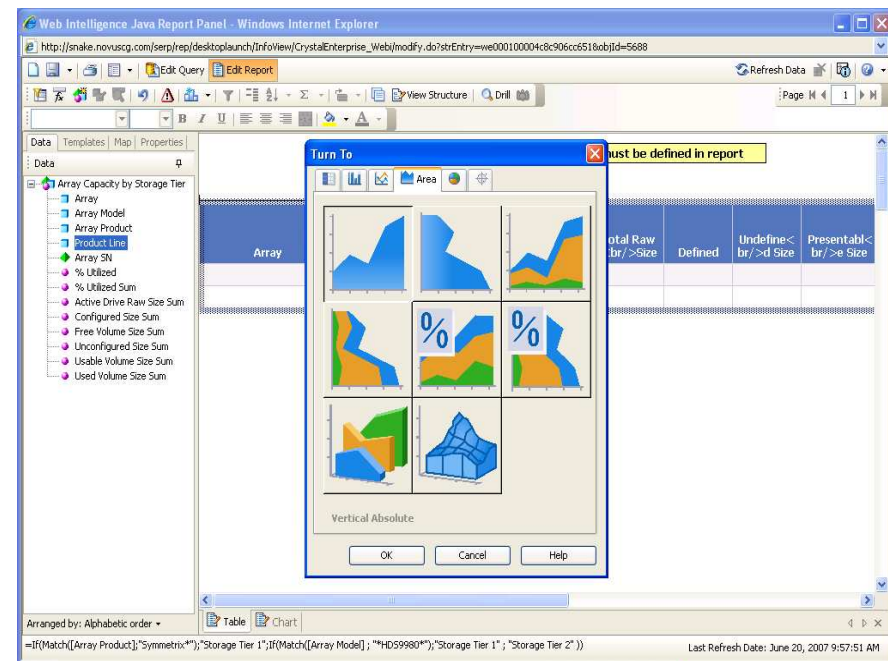 Web Intelligence Java Report Panel - Windows Internet Explorer
http://snake.novuscg.com/serp/rep/desktoplaunch/InfoView/CrystalEnterprise_Webi/modify.do?strEntry=we000100004c8c906cc651&objId=5688
Edit Query Edit Report Refresh Data
View Structure Drill Page 1
B I U A
Data Templates Map Properties
Data
Array Capacity by Storage Tier
Array
Array Model
Array Product
Product Line
Array SN
% Utilized
% Utilized Sum
Active Drive Raw Size Sum
Configured Size Sum
Free Volume Size Sum
Unconfigured Size Sum
Usable Volume Size Sum
Used Volume Size Sum
Arranged by: Alphabetic order
must be defined in report
Array
otal Raw
br/>Size
Defined
Undefine<
br/>d Size
Presentabl<
br/>e Size
Turn To
Area
%
%
Vertical Absolute
OK Cancel Help
Table Chart
=If(Match([Array Product];"Symmetrix*");"Storage Tier 1";If(Match([Array Model] ; "*HDS9980*");"Storage Tier 1" ; "Storage Tier 2" ))
Last Refresh Date: June 20, 2007 9:57:51 AM